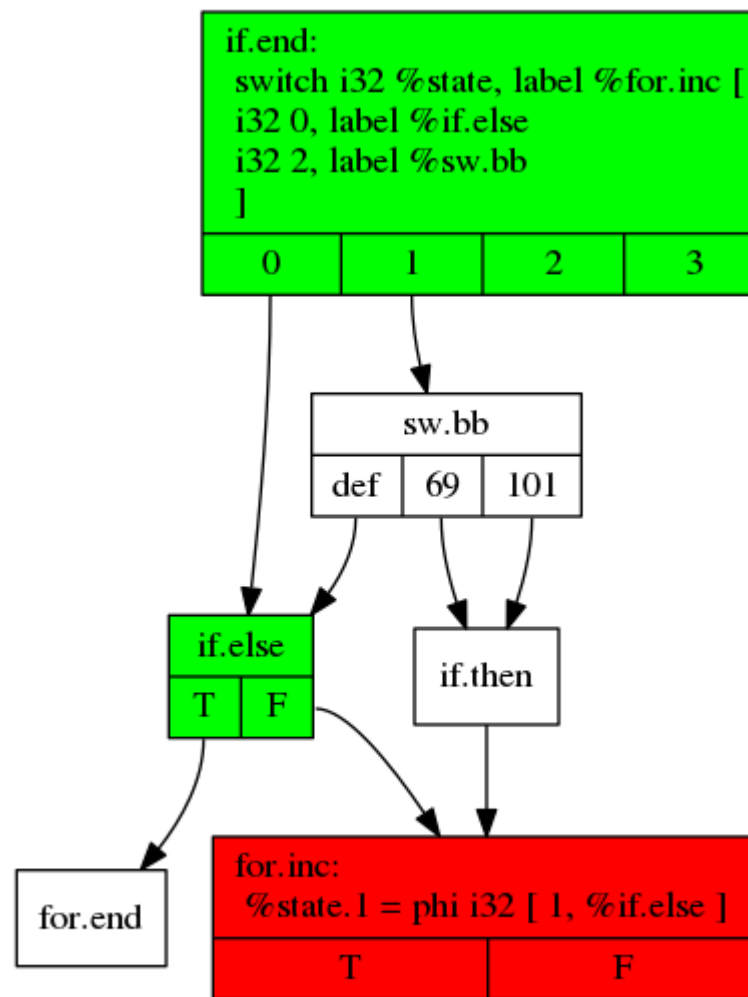 if.end:
switch i32 %state, label %for.inc [
i32 0, label %if.else
i32 2, label %sw.bb
]
0 1 2 3
sw.bb
def 69 101
if.else
T F
if.then
for.end
for.inc:
%state.1 = phi i32 [ 1, %if.else ]
T F